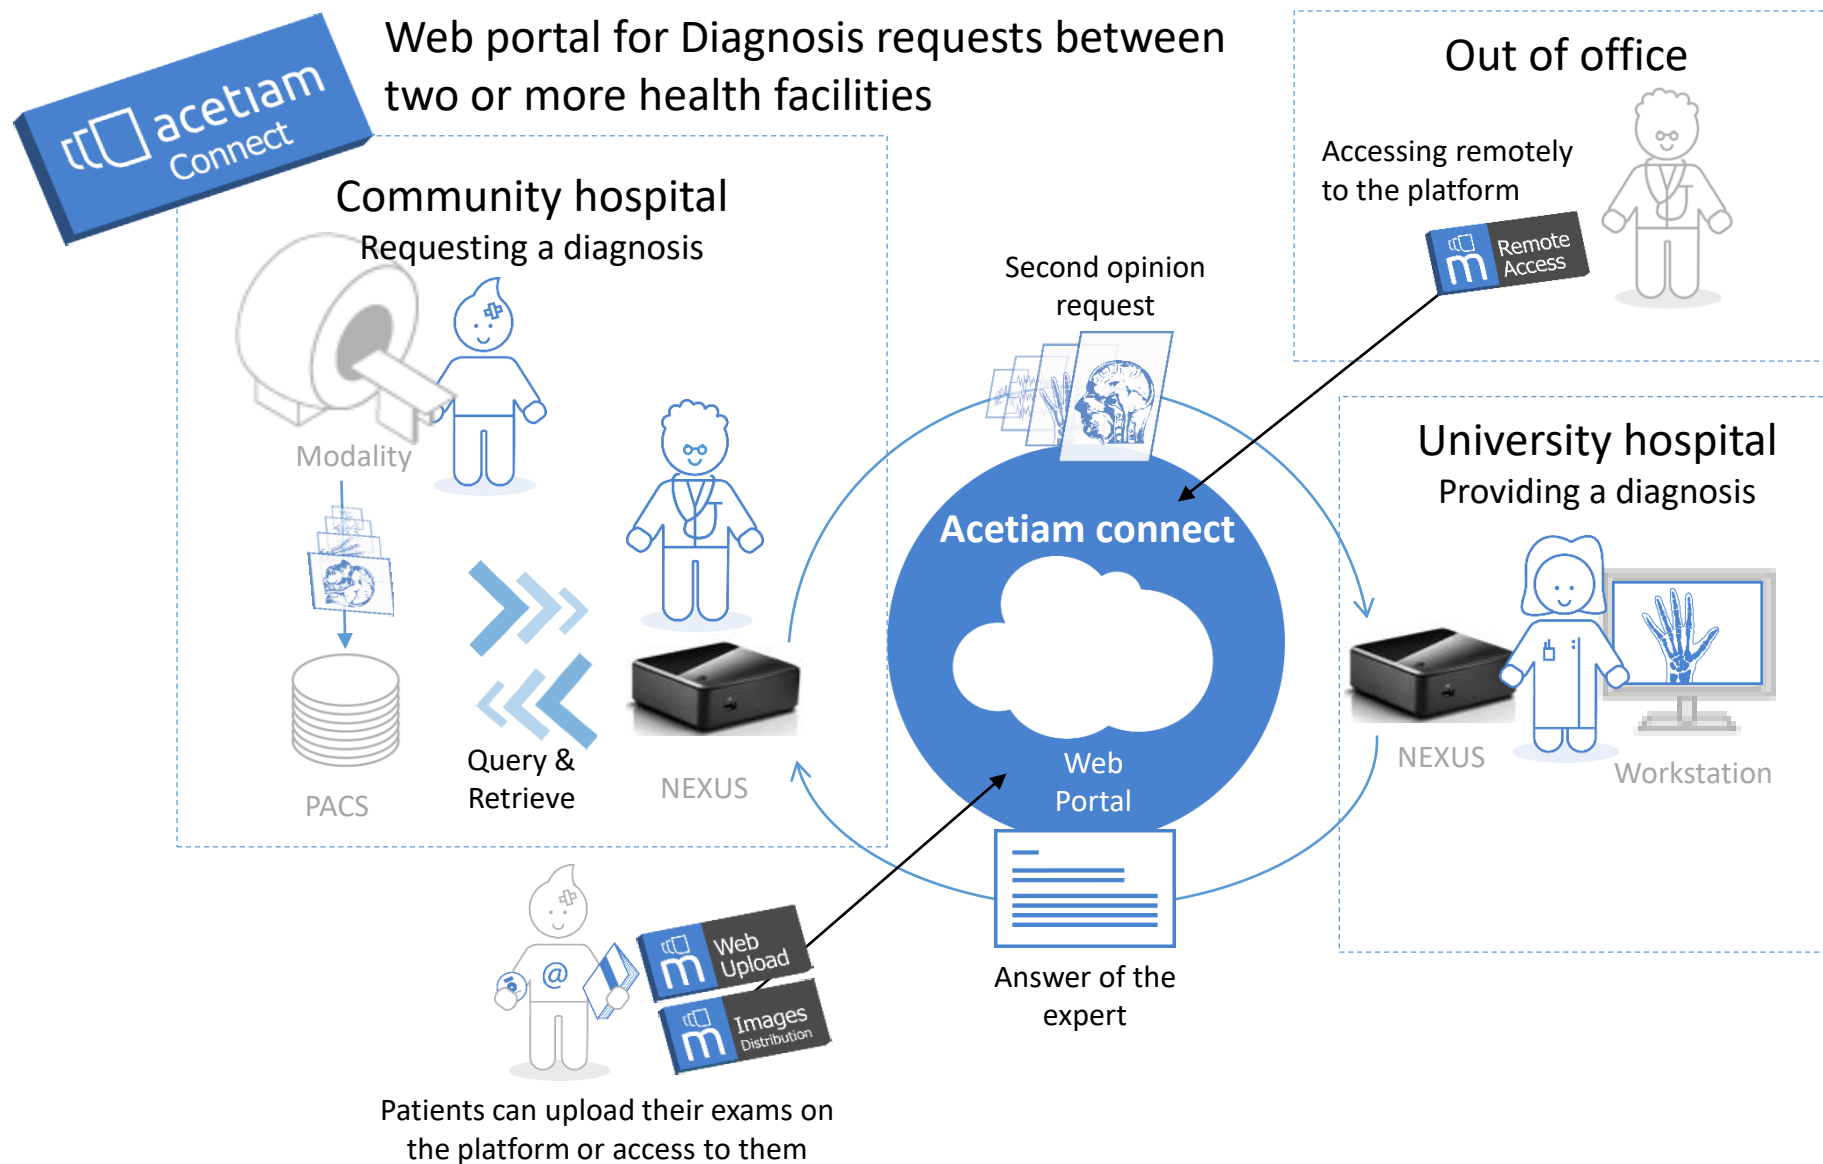 acetiam
Connect
Web portal for Diagnosis requests between
two or more health facilities
Out of office
Accessing remotely
to the platform
m Remote
Access
Community hospital
Requesting a diagnosis
Modality
PACS
Query &
Retrieve
NEXUS
Second opinion
request
Acetiam connect
Web
Portal
Answer of the
expert
University hospital
Providing a diagnosis
NEXUS
Workstation
@
m Web
Upload
m Images
Distribution
Patients can upload their exams on
the platform or access to them